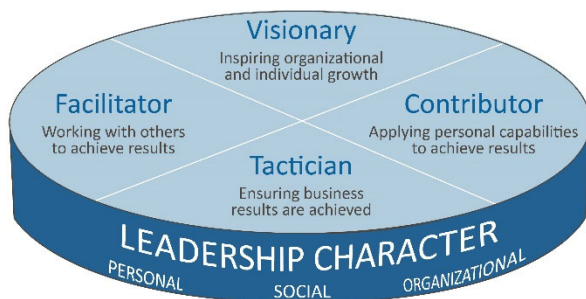 Visionary
Inspiring organizational
and individual growth
Facilitator
Working with others
to achieve results
Contributor
Applying personal capabilities
to achieve results
Tactician
Ensuring business
results are achieved
LEADERSHIP CHARACTER
PERSONAL
SOCIAL
ORGANIZATIONAL